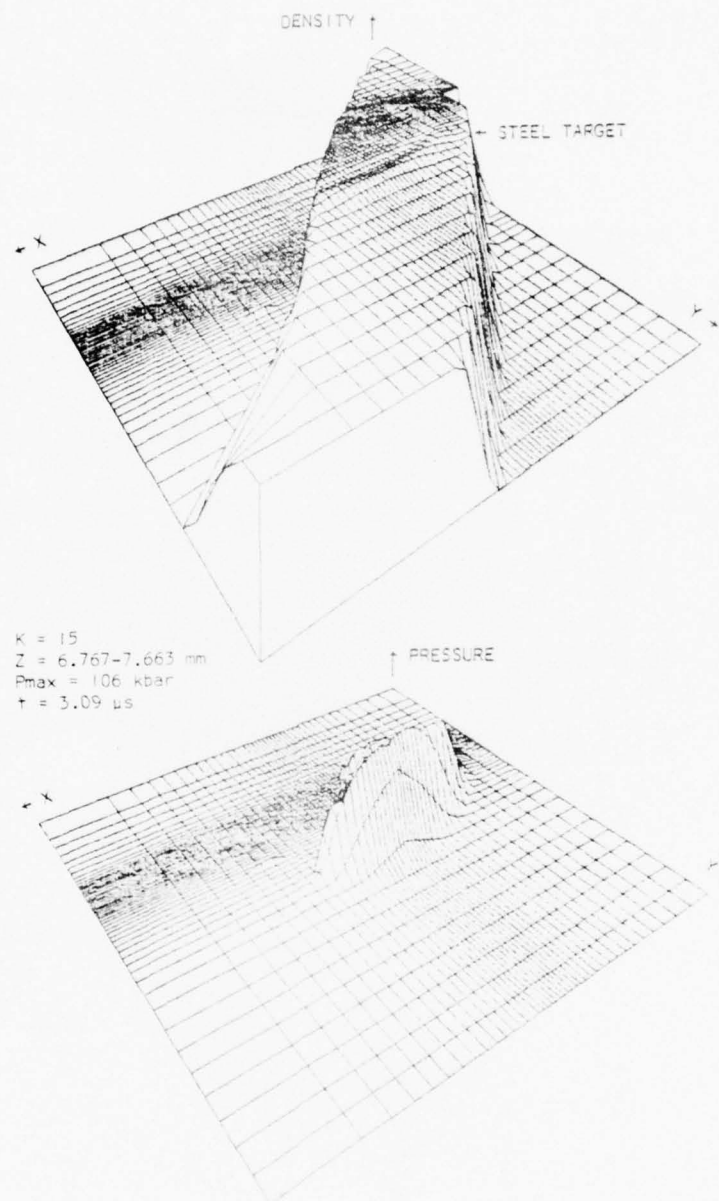 DENSITY ↑
← STEEL TARGET
← X
Y →
K = 15
Z = 6.767-7.663 mm
Pmax = 106 kbar
t = 3.09 µs
↑ PRESSURE
← X
Y